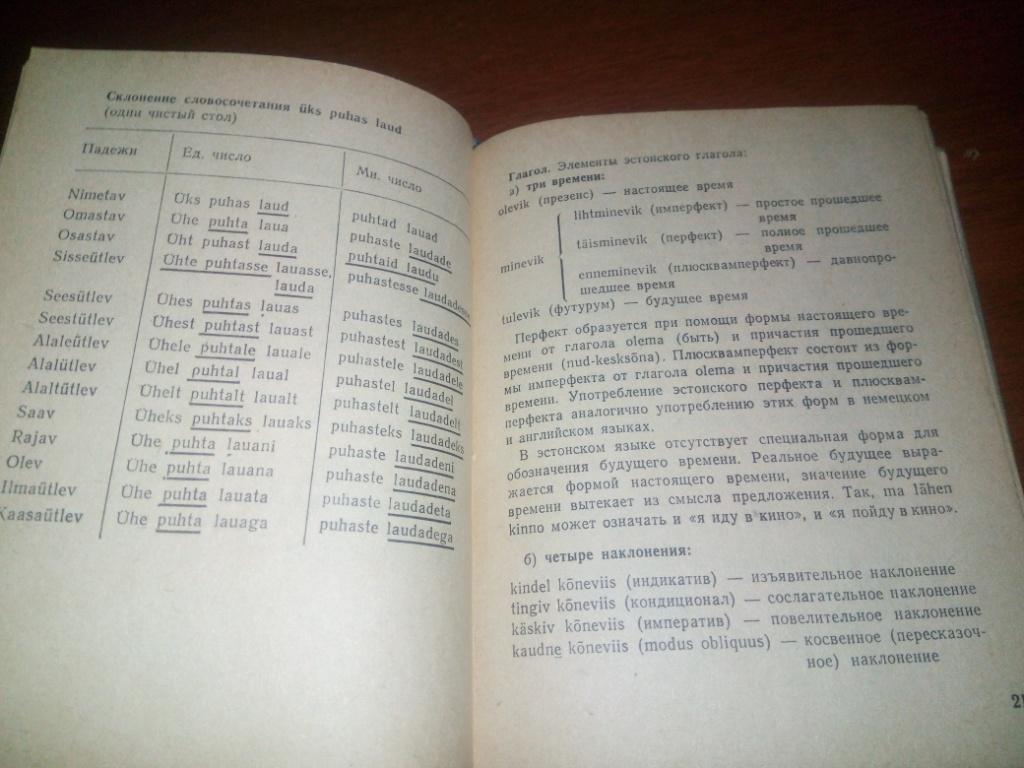 Склонение словосочетания üks puhas laud
(один чистый стол)
Падежи Ед. число Мн. число
Nimetav Üks puhas laud puhtad lauad
Omastav Ühe puhta laua puhaste laudade
Osastav Üht puhast lauda puhtaid laudu
Sisseütlev Ühte puhtasse lauasse, puhastesse laudadesse
lauda
Seesütlev Ühes puhtas lauas puhastes laudades
Seestütlev Ühest puhtast lauast puhastest laudadest
Alaleütlev Ühele puhtale lauale puhastele laudadele
Alalütlev Ühel puhtal laual puhastel laudadel
Alaltütlev Ühelt puhtalt laualt puhastelt laudadelt
Saav Üheks puhtaks lauaks puhasteks laudadeks
Rajav Ühe puhta lauani puhaste laudadeni
Olev Ühe puhta lauana puhaste laudadena
Ilmaütlev Ühe puhta lauata puhaste laudadeta
Kaasaütlev Ühe puhta lauaga puhaste laudadega
Глагол. Элементы эстонского глагола:
а) три времени:
olevik (презенс) — настоящее время
lihtminevik (имперфект) — простое прошедшее
время
täisminevik (перфект) — полное прошедшее
время
minevik
enneminevik (плюсквамперфект) — давнопро-
шедшее время
tulevik (футурум) — будущее время
Перфект образуется при помощи формы настоящего вре-
мени от глагола olema (быть) и причастия прошедшего
времени (nud-kesksõna). Плюсквамперфект состоит из фор-
мы имперфекта от глагола olema и причастия прошедшего
времени. Употребление эстонского перфекта и плюсквам-
перфекта аналогично употреблению этих форм в немецком
и английском языках.
В эстонском языке отсутствует специальная форма для
обозначения будущего времени. Реальное будущее выра-
жается формой настоящего времени, значение будущего
времени вытекает из смысла предложения. Так, ma lähen
kinno может означать и «я иду в кино», и «я пойду в кино».
б) четыре наклонения:
kindel kõneviis (индикатив) — изъявительное наклонение
tingiv kõneviis (кондиционал) — сослагательное наклонение
käskiv kõneviis (императив) — повелительное наклонение
kaudne kõneviis (modus obliquus) — косвенное (пересказоч-
ное) наклонение